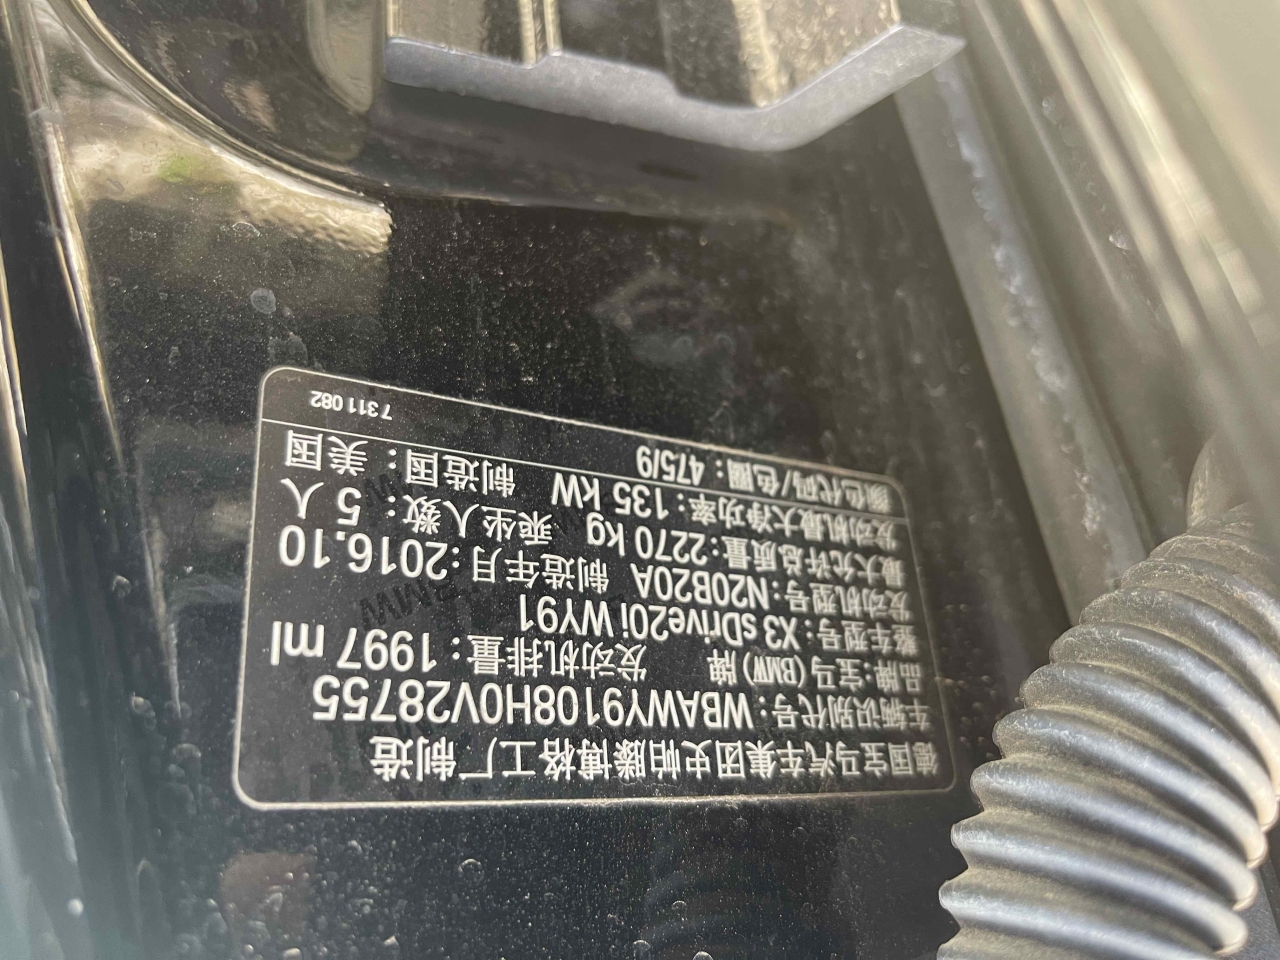 德国宝马汽车集团史帕藤博格工厂 制造
车辆识别代号：WBAWY9108H0V28755
品牌：宝马(BMW)牌 发动机排量：1997 ml
整车型号：X3 sDrive20i WY91
发动机型号：N20B20A 制造年月：2016.10
最大允许总质量：2270 kg 乘坐人数：5 人
发动机最大净功率：135 kW 制造国：美国
颜色代码/色圈：475/9
7 311 082